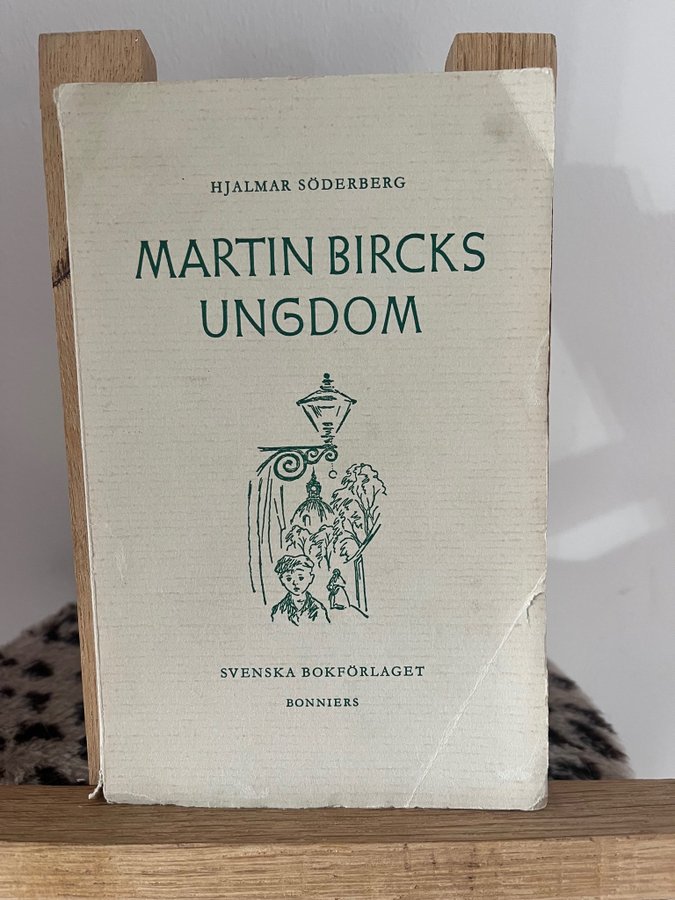 HJALMAR SÖDERBERG
MARTIN BIRCKS
UNGDOM
SVENSKA BOKFÖRLAGET
BONNIERS